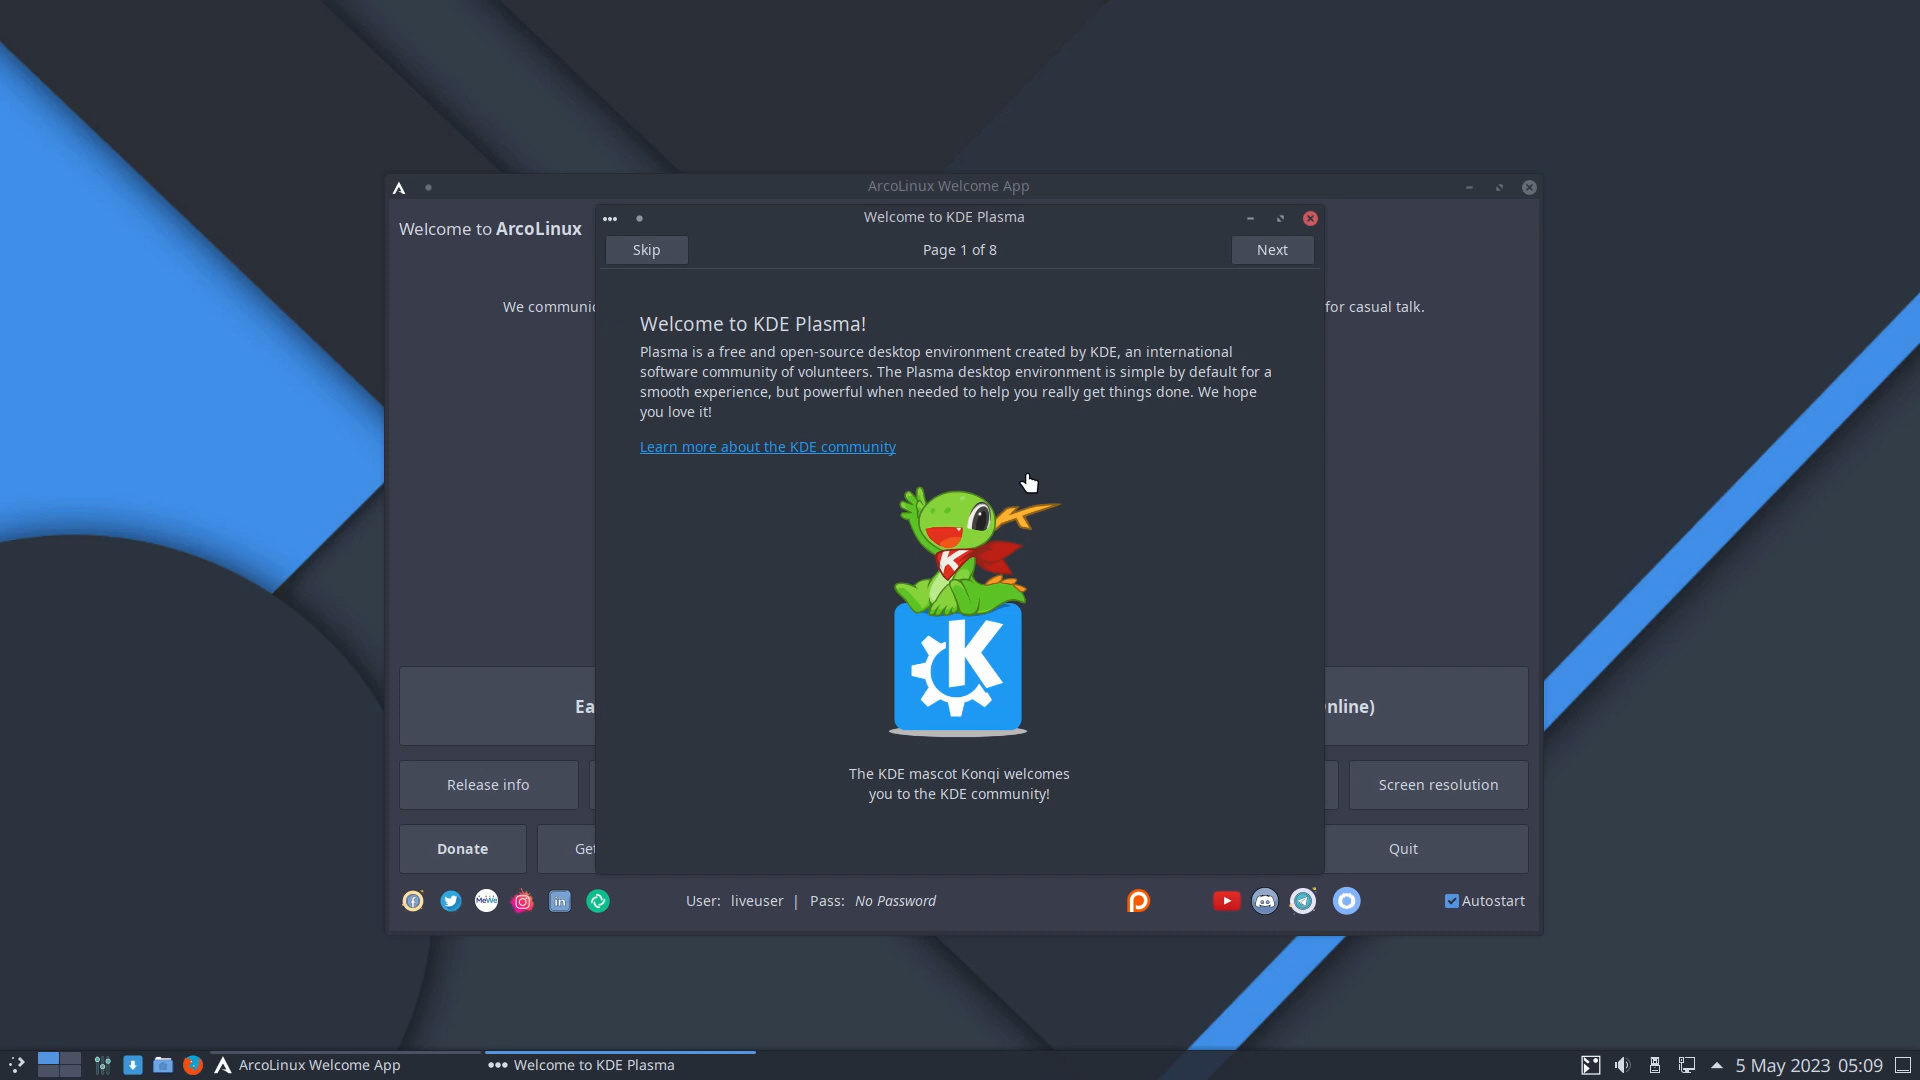 ArcoLinux Welcome App
Welcome to ArcoLinux
Welcome to KDE Plasma
Skip
Page 1 of 8
Next
We communic
for casual talk.
Welcome to KDE Plasma!
Plasma is a free and open-source desktop environment created by KDE, an international
software community of volunteers. The Plasma desktop environment is simple by default for a
smooth experience, but powerful when needed to help you really get things done. We hope
you love it!
Learn more about the KDE community
K
K
The KDE mascot Konqi welcomes
you to the KDE community!
Ea
nline)
Release info
Screen resolution
Donate
Get
Quit
MeWe
in
User: liveuser | Pass: No Password
Autostart
ArcoLinux Welcome App
Welcome to KDE Plasma
5 May 2023 05:09